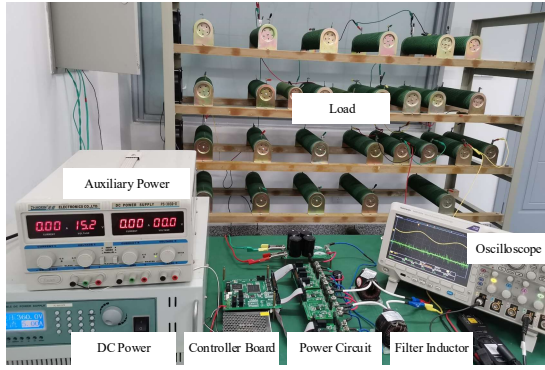 Load
Auxiliary Power
ELECTRONICS CO.,LTD
DC POWER SUPPLY
0.00 15.2 0.00 00.0
Oscilloscope
DC Power
Controller Board
Power Circuit
Filter Inductor